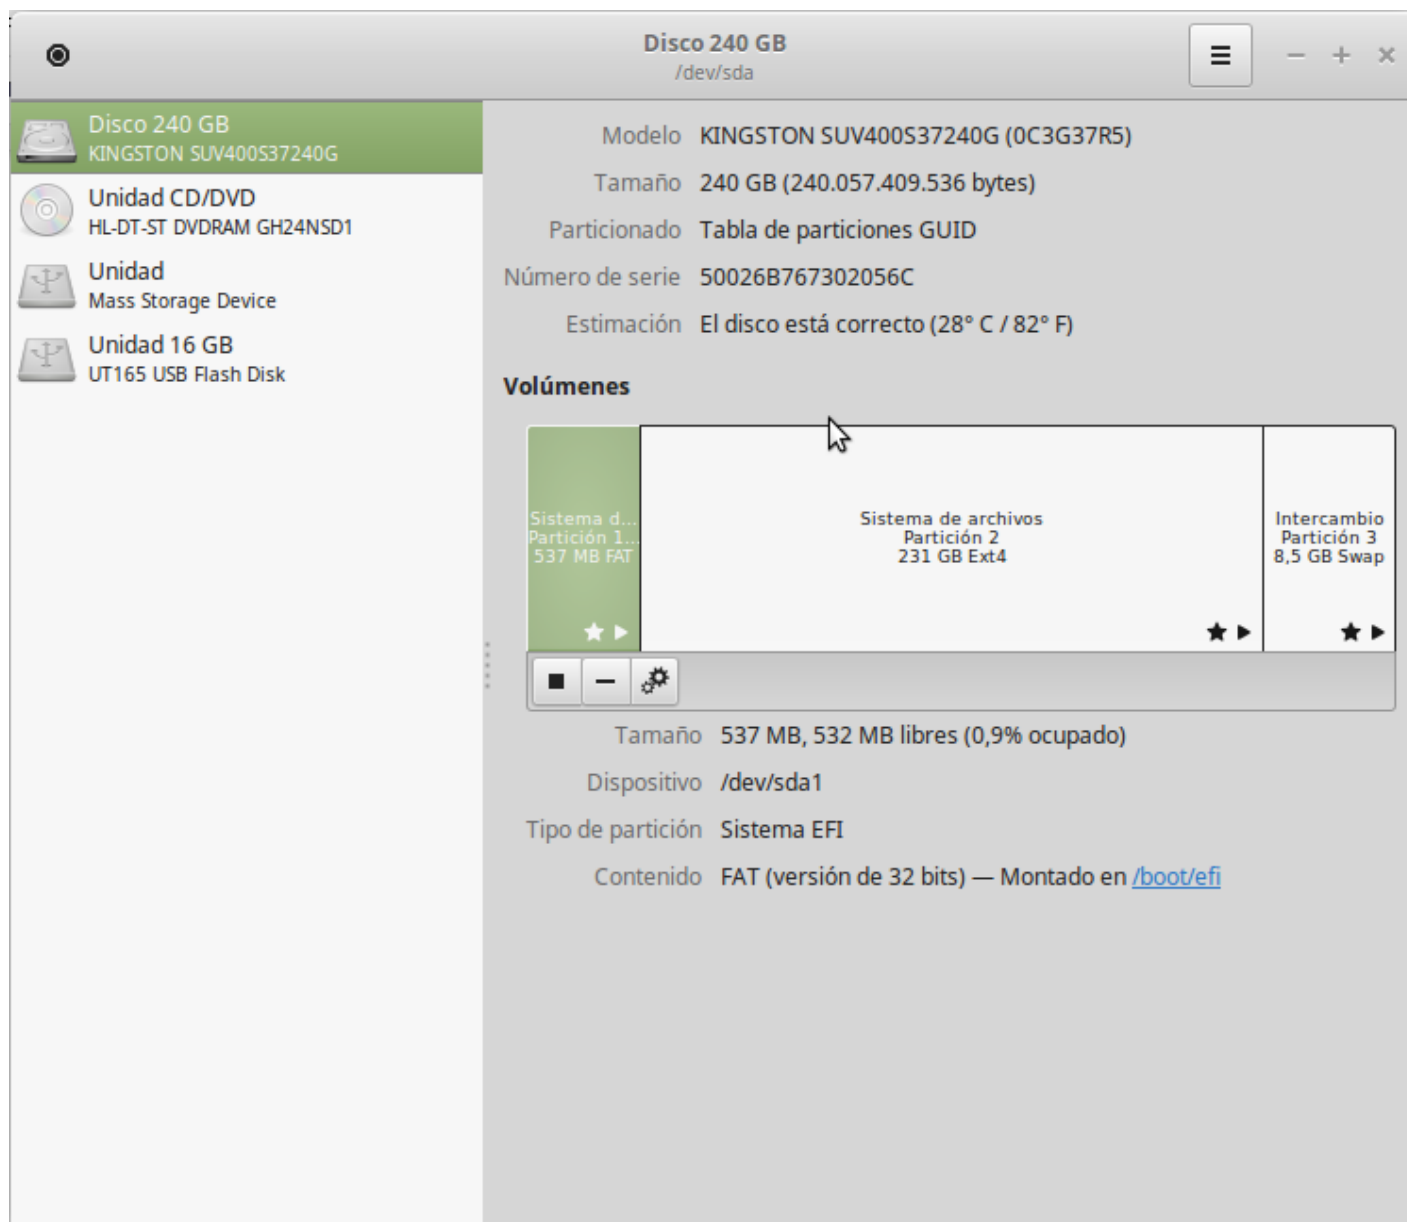 Disco 240 GB
/dev/sda
Disco 240 GB
KINGSTON SUV400S37240G
Unidad CD/DVD
HL-DT-ST DVDRAM GH24NSD1
Unidad
Mass Storage Device
Unidad 16 GB
UT165 USB Flash Disk
Modelo KINGSTON SUV400S37240G (0C3G37R5)
Tamaño 240 GB (240.057.409.536 bytes)
Particionado Tabla de particiones GUID
Número de serie 50026B767302056C
Estimación El disco está correcto (28° C / 82° F)
Volúmenes
Sistema d...
Partición 1...
537 MB FAT
Sistema de archivos
Partición 2
231 GB Ext4
Intercambio
Partición 3
8,5 GB Swap
Tamaño 537 MB, 532 MB libres (0,9% ocupado)
Dispositivo /dev/sda1
Tipo de partición Sistema EFI
Contenido FAT (versión de 32 bits) — Montado en /boot/efi